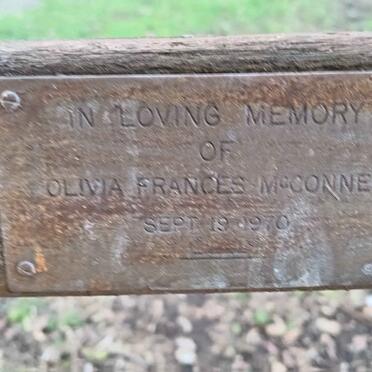 IN LOVING MEMORY
OF
OLIVIA FRANCES McCONNE
SEPT 19 1970